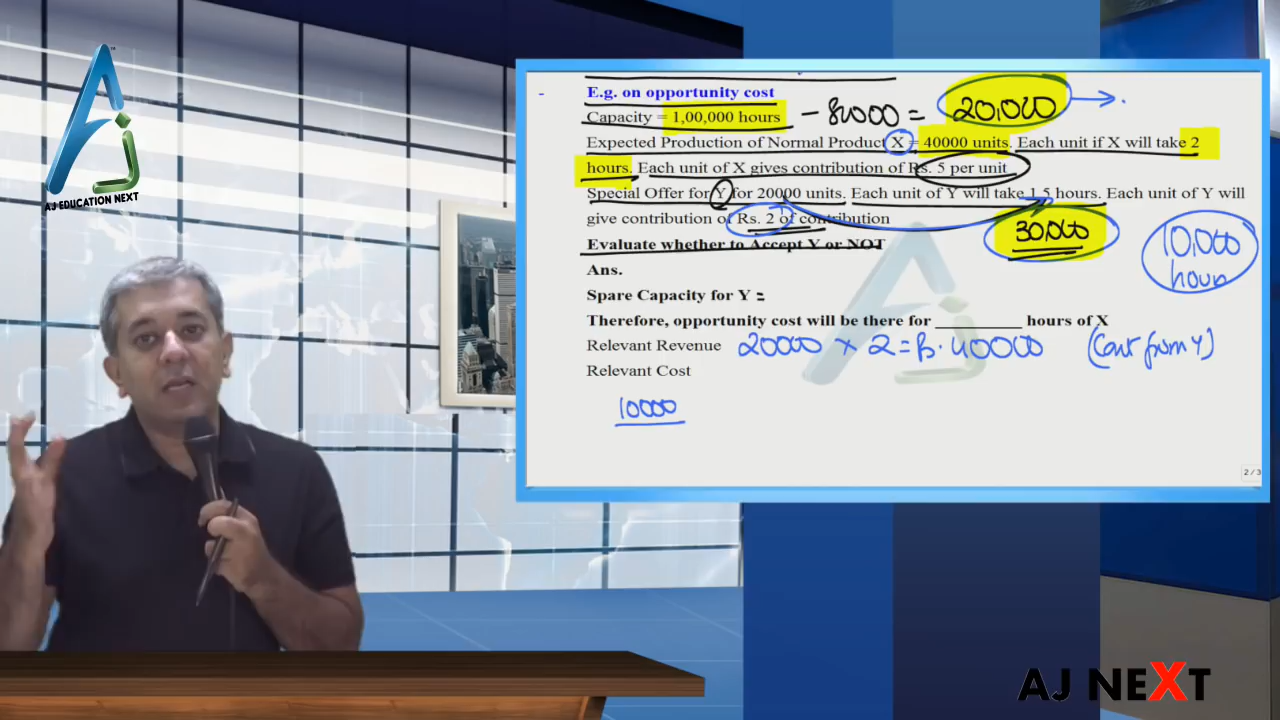 AJ EDUCATION NEXT
- E.g. on opportunity cost
Capacity = 1,00,000 hours - 80000 = 20,000 →
Expected Production of Normal Product X = 40000 units. Each unit if X will take 2
hours. Each unit of X gives contribution of Rs. 5 per unit
Special Offer for Y for 20000 units. Each unit of Y will take 1.5 hours. Each unit of Y will
give contribution of Rs. 2 of contribution
30,000
10,000
hour
Evaluate whether to Accept Y or NOT
Ans.
Spare Capacity for Y =
Therefore, opportunity cost will be there for _________ hours of X
Relevant Revenue 20000 x 2 = Rs. 40000 (Cont from Y)
Relevant Cost
10000
2/3
AJ NEXT